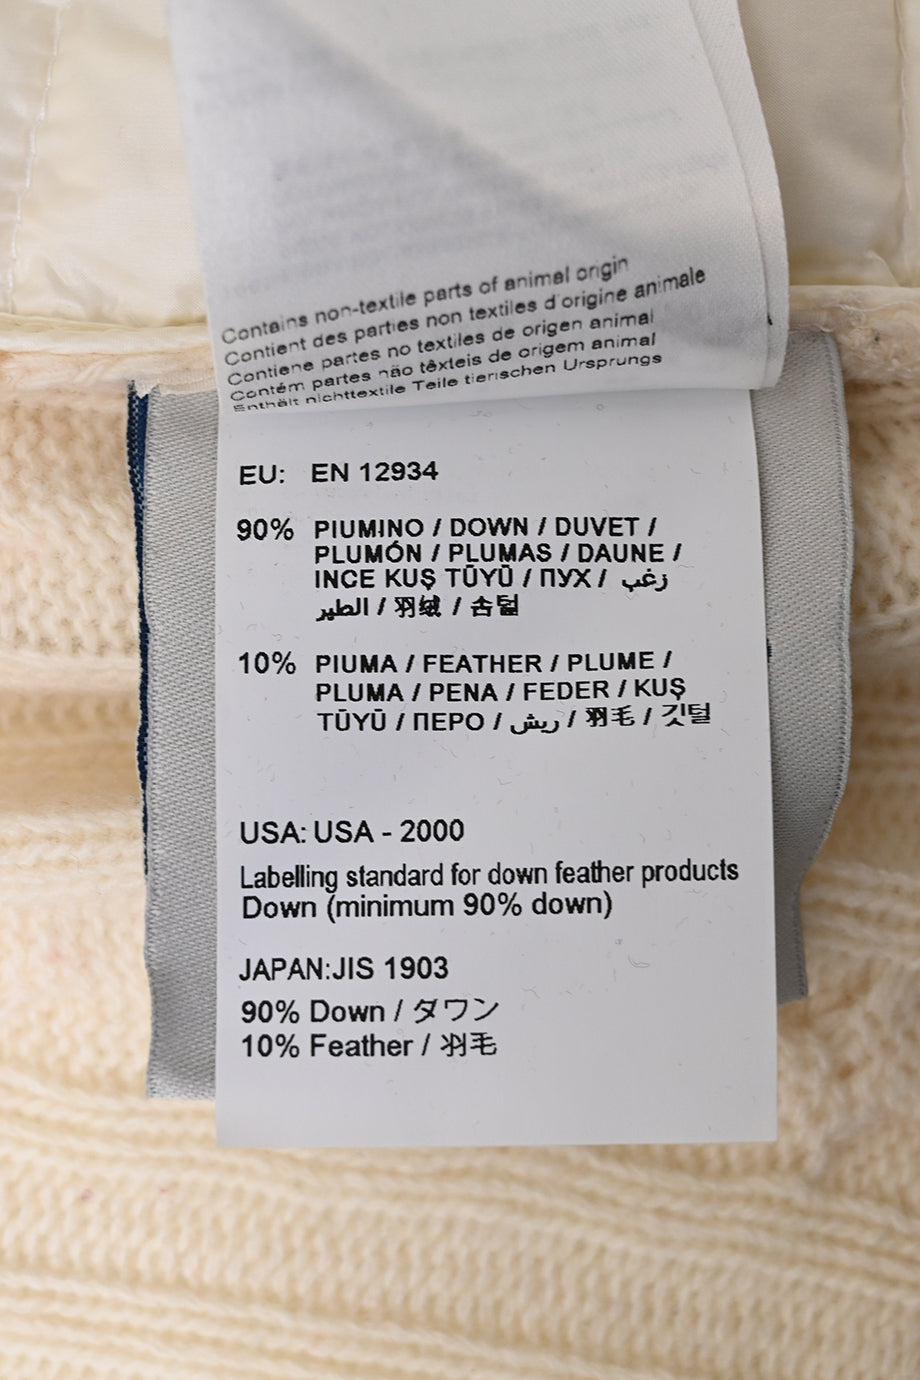 Contains non-textile parts of animal origin
Contient des parties non textiles d'origine animale
Contiene partes no textiles de origen animal
Contém partes não têxteis de origem animal
Enthält nichttextile Teile tierischen Ursprungs
EU: EN 12934
90% PIUMINO / DOWN / DUVET /
PLUMÓN / PLUMAS / DAUNE /
INCE KUŞ TŪYŪ / ПУХ / زغب
الطير / 羽绒 / 솜털
10% PIUMA / FEATHER / PLUME /
PLUMA / PENA / FEDER / KUŞ
TŪYŪ / ПЕРО / ريش / 羽毛 / 깃털
USA: USA - 2000
Labelling standard for down feather products
Down (minimum 90% down)
JAPAN:JIS 1903
90% Down / タワン
10% Feather / 羽毛